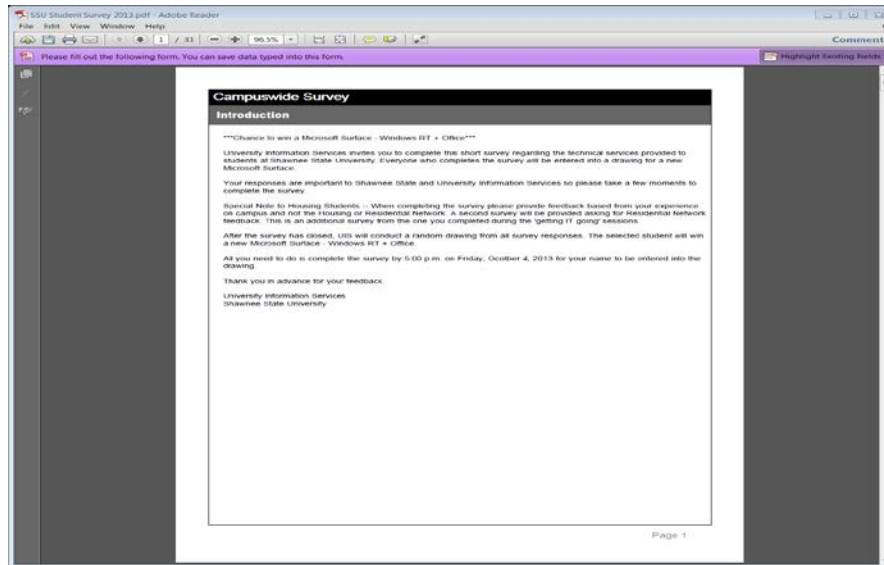 SSU Student Survey 2013.pdf - Adobe Reader
File Edit View Window Help
1 / 31 96.5% Comment
Please fill out the following form. You can save data typed into this form. Highlight Existing Fields
Campuswide Survey
Introduction
***Chance to win a Microsoft Surface - Windows RT + Office***
University Information Services invites you to complete this short survey regarding the technical services provided to
students at Shawnee State University. Everyone who completes the survey will be entered into a drawing for a new
Microsoft Surface.
Your responses are important to Shawnee State and University Information Services so please take a few moments to
complete the survey.
Special Note to Housing Students -- When completing the survey please provide feedback based from your experience
on campus and not the Housing or Residential Network. A second survey will be provided asking for Residential Network
feedback. This is an additional survey from the one you completed during the 'getting IT going' sessions.
After the survey has closed, UIS will conduct a random drawing from all survey responses. The selected student will win
a new Microsoft Surface - Windows RT + Office.
All you need to do is complete the survey by 5:00 p.m. on Friday, Ocotber 4, 2013 for your name to be entered into the
drawing.
Thank you in advance for your feedback.
University Information Services
Shawnee State University
Page 1